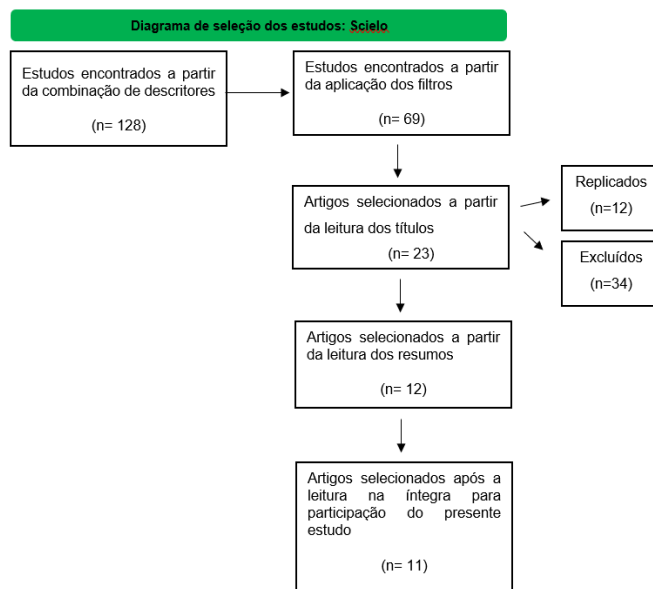 Diagrama de seleção dos estudos: Scielo
Estudos encontrados a partir
da combinação de descritores
(n= 128)
Estudos encontrados a partir
da aplicação dos filtros
(n= 69)
Artigos selecionados a partir
da leitura dos títulos
(n= 23)
Replicados
(n=12)
Excluídos
(n=34)
Artigos selecionados a partir
da leitura dos resumos
(n= 12)
Artigos selecionados após a
leitura na íntegra para
participação do presente
estudo
(n= 11)